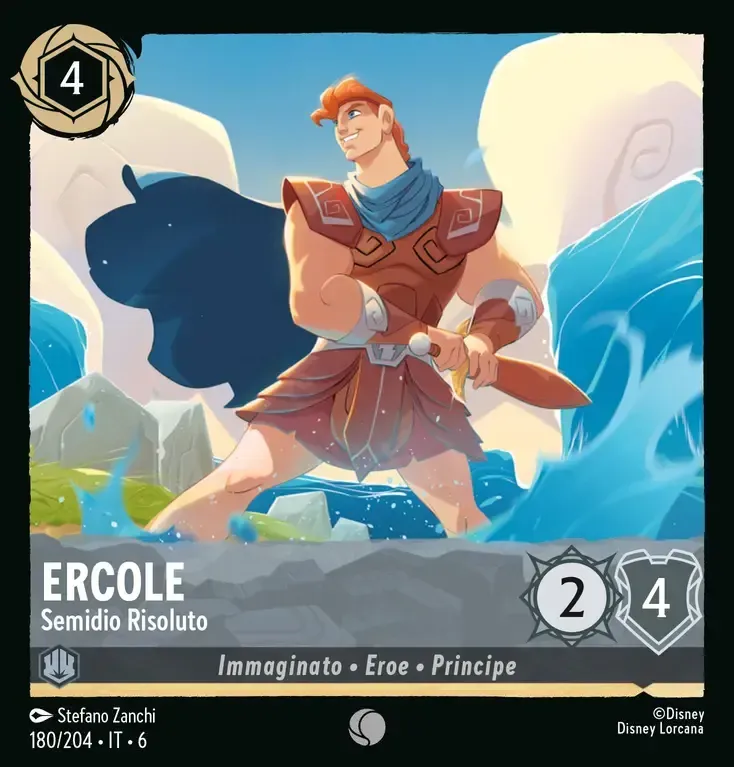 4
ERCOLE
Semidio Risoluto
2
4
Immaginato • Eroe • Principe
Stefano Zanchi
180/204 • IT • 6
©Disney
Disney Lorcana